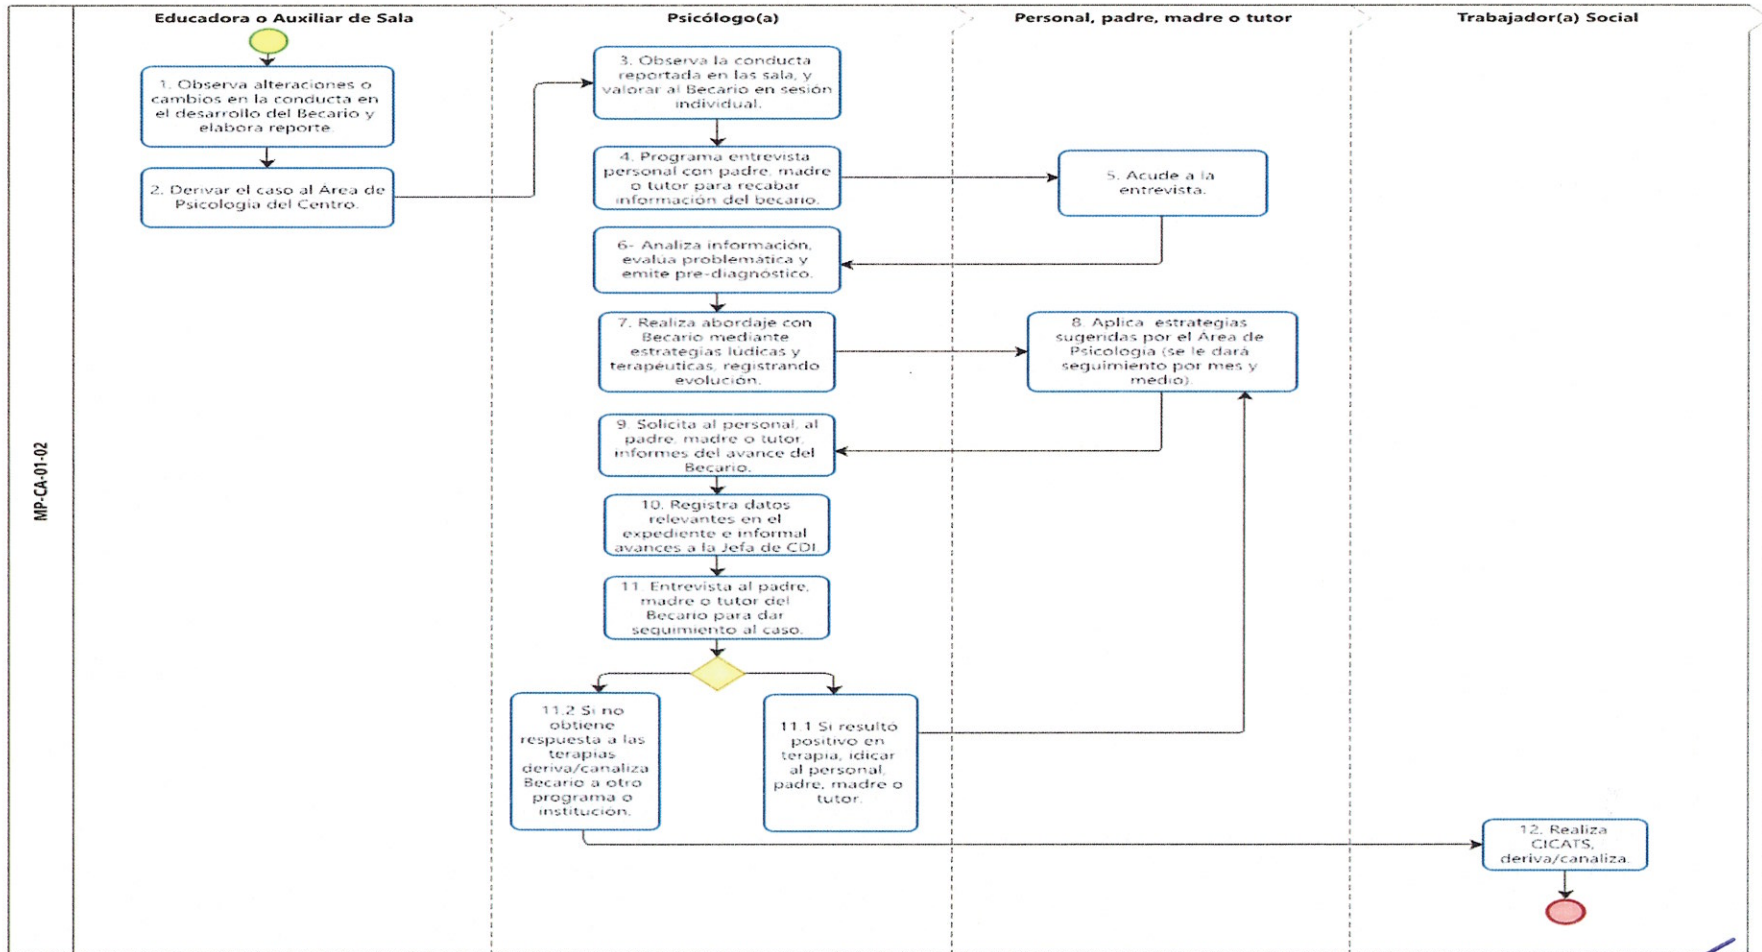 Educadora o Auxiliar de Sala
Psicólogo(a)
Personal, padre, madre o tutor
Trabajador(a) Social
MP-CA-01-02
1. Observa alteraciones o
cambios en la conducta en
el desarrollo del Becario y
elabora reporte.
2. Derivar el caso al Área de
Psicología del Centro.
3. Observa la conducta
reportada en las sala, y
valorar al Becario en sesión
individual.
4. Programa entrevista
personal con padre, madre
o tutor para recabar
información del becario.
5. Acude a la
entrevista.
6- Analiza información,
evalúa problemática y
emite pre-diagnóstico.
7. Realiza abordaje con
Becario mediante
estrategias lúdicas y
terapéuticas, registrando
evolución.
8. Aplica estrategias
sugeridas por el Área de
Psicología (se le dará
seguimiento por mes y
medio).
9. Solicita al personal, al
padre, madre o tutor,
informes del avance del
Becario.
10. Registra datos
relevantes en el
expediente e informal
avances a la Jefa de CDI.
11. Entrevista al padre,
madre o tutor del
Becario para dar
seguimiento al caso.
11.2 Si no
obtiene
respuesta a las
terapias
deriva/canaliza
Becario a otro
programa o
institución.
11.1 Si resultó
positivo en
terapia, idicar
al personal,
padre, madre o
tutor.
12. Realiza
CICATS,
deriva/canaliza.